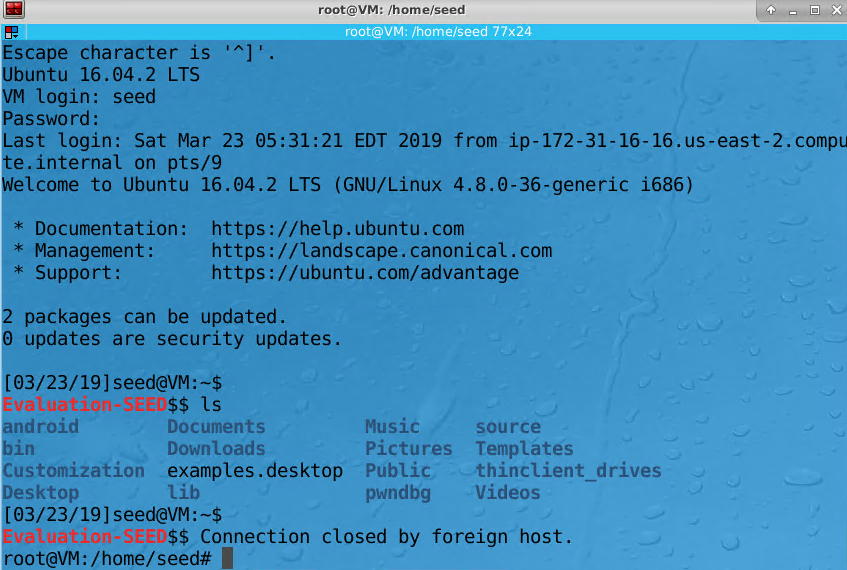 root@VM: /home/seed
root@VM: /home/seed 77x24
Escape character is '^]'.
Ubuntu 16.04.2 LTS
VM login: seed
Password:
Last login: Sat Mar 23 05:31:21 EDT 2019 from ip-172-31-16-16.us-east-2.compu
te.internal on pts/9
Welcome to Ubuntu 16.04.2 LTS (GNU/Linux 4.8.0-36-generic i686)
 * Documentation:  https://help.ubuntu.com
 * Management:     https://landscape.canonical.com
 * Support:        https://ubuntu.com/advantage
2 packages can be updated.
0 updates are security updates.
[03/23/19]seed@VM:~$
Evaluation-SEED$$ ls
android        Documents         Music     source
bin            Downloads         Pictures  Templates
Customization  examples.desktop  Public    thinclient_drives
Desktop        lib               pwndbg    Videos
[03/23/19]seed@VM:~$
Evaluation-SEED$$ Connection closed by foreign host.
root@VM:/home/seed#